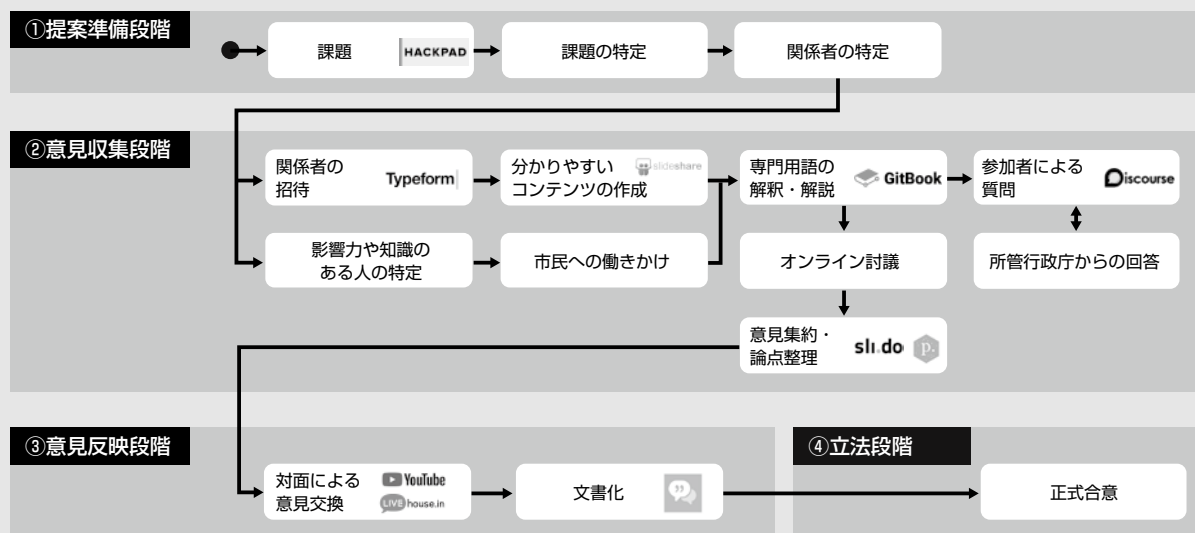 ①提案準備段階
課題
HACKPAD
課題の特定
関係者の特定
②意見収集段階
関係者の
招待
Typeform
分かりやすい
コンテンツの作成
slideshare
専門用語の
解釈・解説
GitBook
参加者による
質問
Discourse
影響力や知識の
ある人の特定
市民への働きかけ
オンライン討議
所管行政庁からの回答
意見集約・
論点整理
sli.do
p.
③意見反映段階
対面による
意見交換
YouTube
LIVE house.in
文書化
④立法段階
正式合意